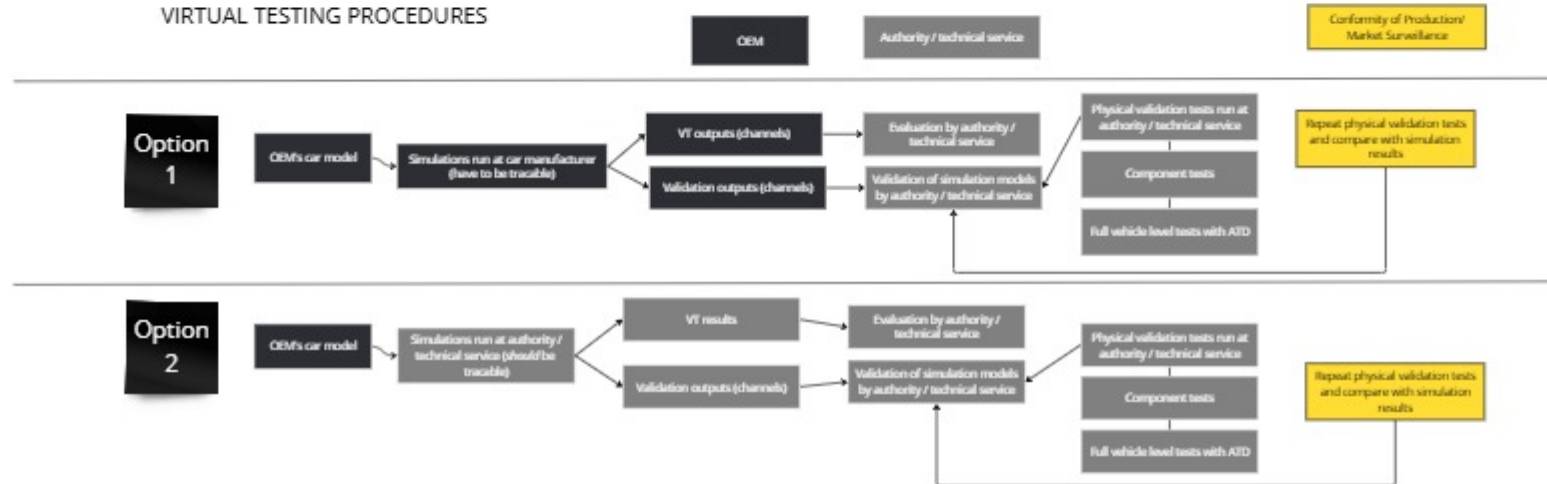 VIRTUAL TESTING PROCEDURES
OEM
Authority / technical service
Conformity of Production/
Market Surveillance
Option
1
OEM's car model
Simulations run at car manufacturer
(have to be tracable)
VT outputs (channels)
Validation outputs (channels)
Evaluation by authority /
technical service
Validation of simulation models
by authority / technical service
Physical validation tests run at
authority / technical service
Component tests
Full vehicle level tests with ATD
Repeat physical validation tests
and compare with simulation
results
Option
2
OEM's car model
Simulations run at authority /
technical service (should be
tracable)
VT results
Validation outputs (channels)
Evaluation by authority /
technical service
Validation of simulation models
by authority / technical service
Physical validation tests run at
authority / technical service
Component tests
Full vehicle level tests with ATD
Repeat physical validation tests
and compare with simulation
results